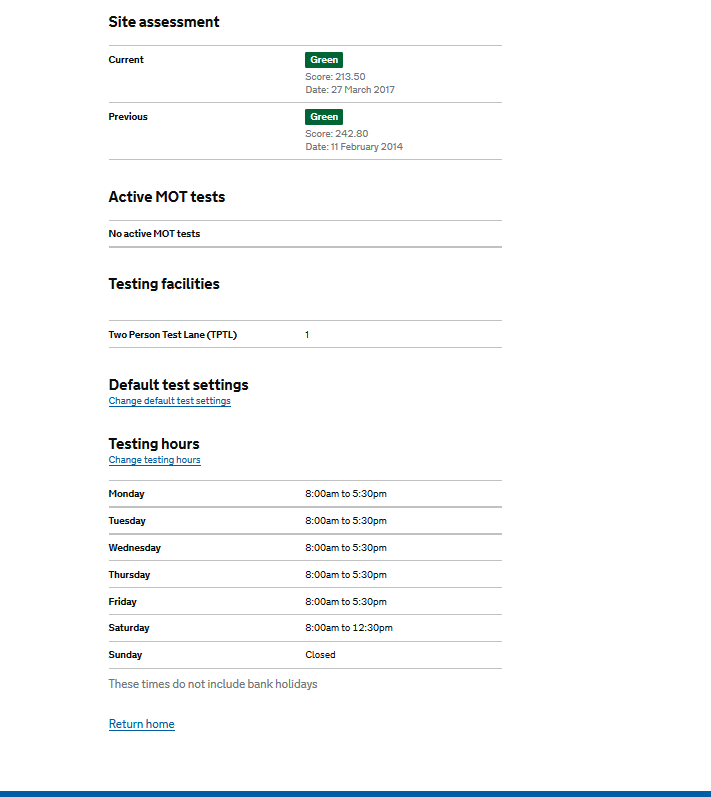 Site assessment
Current Green
Score: 213.50
Date: 27 March 2017
Previous Green
Score: 242.80
Date: 11 February 2014
Active MOT tests
No active MOT tests
Testing facilities
Two Person Test Lane (TPTL) 1
Default test settings
Change default test settings
Testing hours
Change testing hours
Monday 8:00am to 5:30pm
Tuesday 8:00am to 5:30pm
Wednesday 8:00am to 5:30pm
Thursday 8:00am to 5:30pm
Friday 8:00am to 5:30pm
Saturday 8:00am to 12:30pm
Sunday Closed
These times do not include bank holidays
Return home